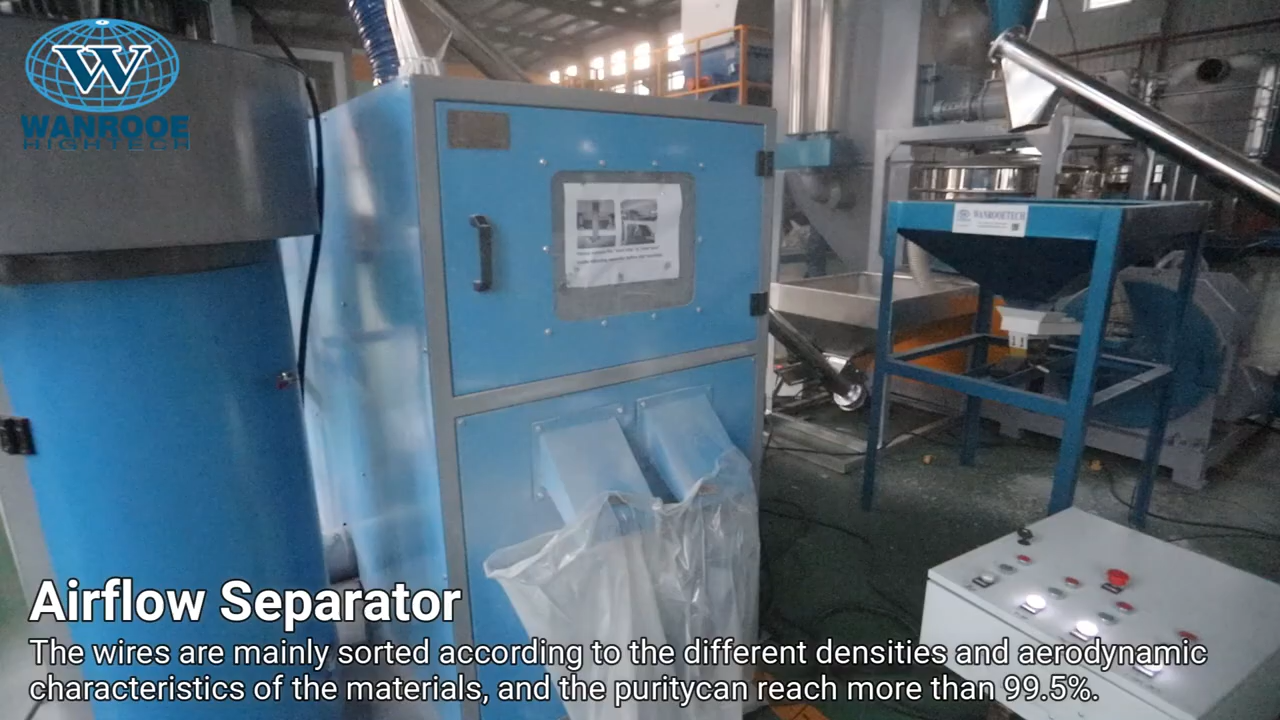 W
WANROOE
HIGHTECH
WANROOETECH
Airflow Separator
The wires are mainly sorted according to the different densities and aerodynamic
characteristics of the materials, and the puritycan reach more than 99.5%.